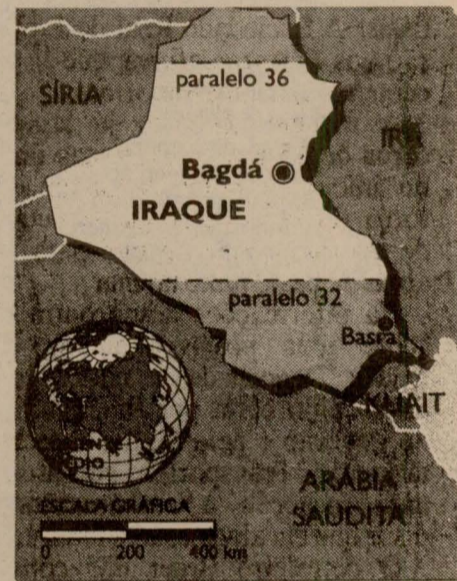 paralelo 36
SÍRIA
IRÃ
Bagdá
IRAQUE
paralelo 32
Basra
KUAIT
ARÁBIA
SAUDITA
ESCALA GRÁFICA
0 200 400 km